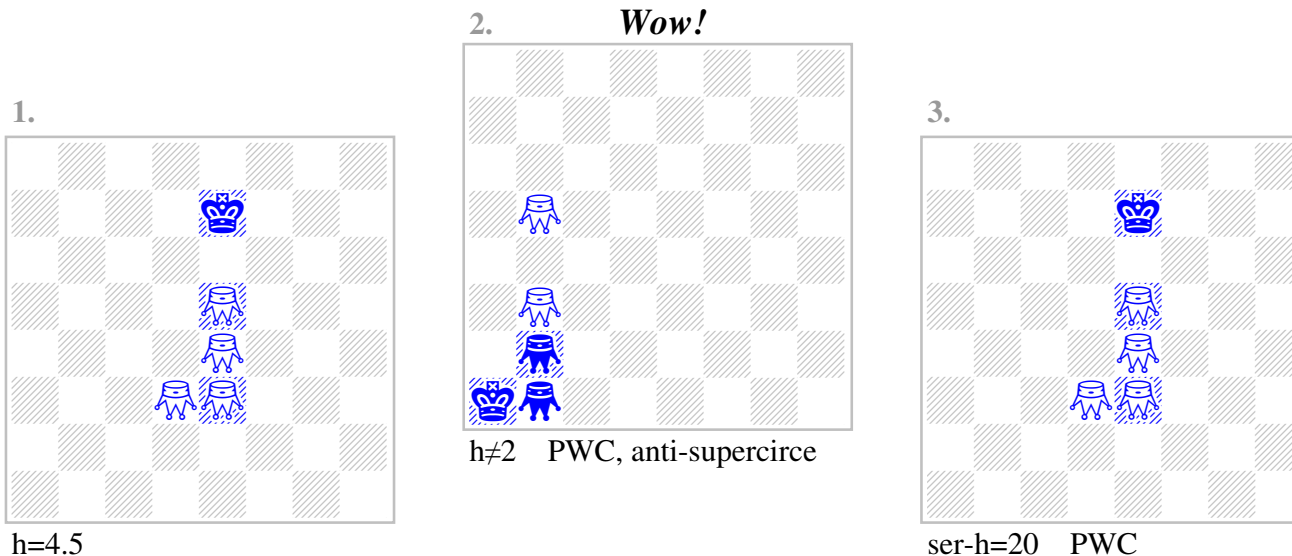 1.
h=4.5
2.
Wow!
h≠2 PWC, anti-supercirce
3.
ser-h=20 PWC